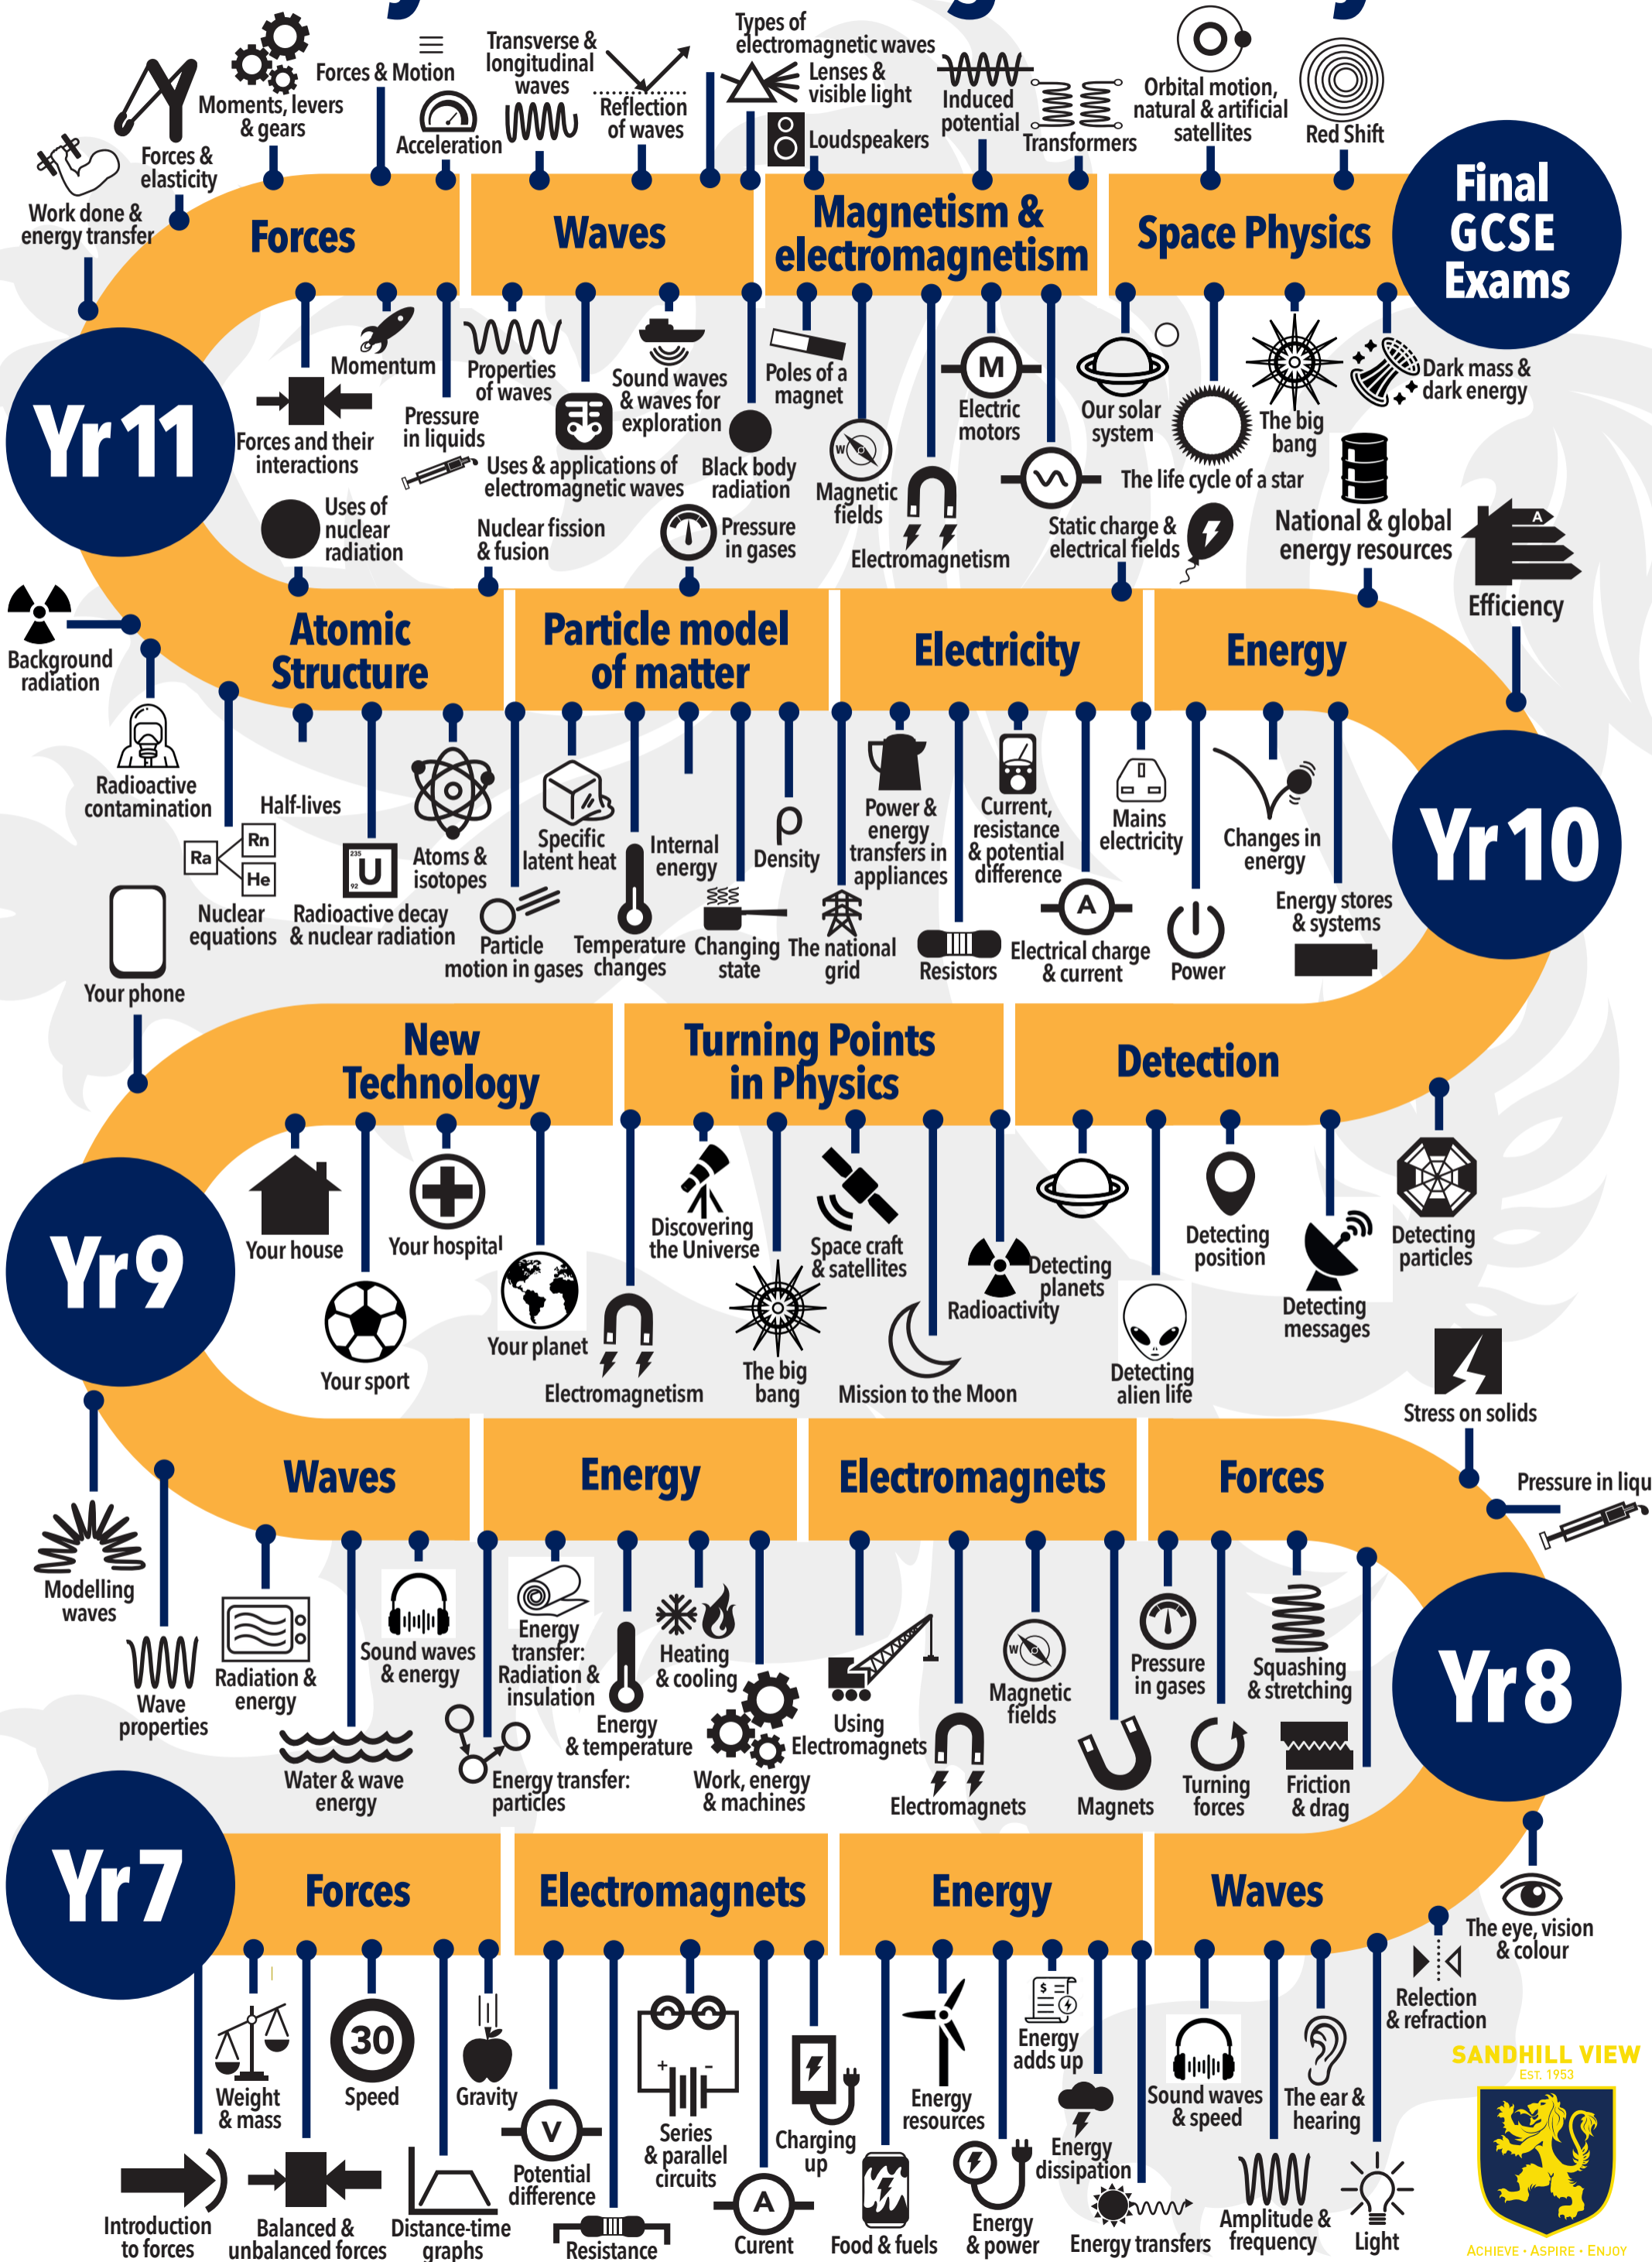 Types of
electromagnetic waves
Transverse &
longitudinal
waves
Forces & Motion
Lenses &
visible light
Moments, levers
& gears
Reflection
of waves
Induced
potential
Orbital motion,
natural & artificial
satellites
Acceleration
Loudspeakers
Transformers
Red Shift
Forces &
elasticity
Work done &
energy transfer
Forces
Waves
Magnetism &
electromagnetism
Space Physics
Final
GCSE
Exams
Yr 11
Momentum
Properties
of waves
Sound waves
& waves for
exploration
Poles of a
magnet
M
Electric
motors
Our solar
system
The big
bang
Dark mass &
dark energy
Forces and their
interactions
Pressure
in liquids
Uses & applications of
electromagnetic waves
Black body
radiation
W
Magnetic
fields
Electromagnetism
The life cycle of a star
Uses of
nuclear
radiation
Nuclear fission
& fusion
Pressure
in gases
Static charge &
electrical fields
National & global
energy resources
A
Efficiency
Background
radiation
Atomic
Structure
Particle model
of matter
Electricity
Energy
Yr 10
Radioactive
contamination
Half-lives
Ra
Rn
He
Nuclear
equations
235
U
92
Radioactive decay
& nuclear radiation
Atoms &
isotopes
Specific
latent heat
Particle
motion in gases
Internal
energy
Temperature
changes
Changing
state
ρ
Density
The national
grid
Power &
energy
transfers in
appliances
Resistors
Current,
resistance
& potential
difference
A
Electrical charge
& current
Mains
electricity
Power
Changes in
energy
Energy stores
& systems
Your phone
New
Technology
Turning Points
in Physics
Detection
Yr 9
Your house
Your hospital
Your sport
Your planet
Electromagnetism
Discovering
the Universe
The big
bang
Space craft
& satellites
Mission to the Moon
Radioactivity
Detecting
planets
Detecting
alien life
Detecting
position
Detecting
messages
Detecting
particles
Stress on solids
Pressure in liqu
Waves
Energy
Electromagnets
Forces
Yr 8
Modelling
waves
Wave
properties
Radiation &
energy
Water & wave
energy
Sound waves
& energy
Energy
transfer:
Radiation &
insulation
Energy transfer:
particles
Energy
& temperature
Heating
& cooling
Work, energy
& machines
Using
Electromagnets
Electromagnets
W
Magnetic
fields
Magnets
Pressure
in gases
Turning
forces
Squashing
& stretching
Friction
& drag
Yr 7
Forces
Electromagnets
Energy
Waves
The eye, vision
& colour
Relection
& refraction
Weight
& mass
30
Speed
Gravity
Introduction
to forces
Balanced &
unbalanced forces
Distance-time
graphs
V
Potential
difference
Resistance
+ -
Series
& parallel
circuits
A
Curent
Charging
up
Food & fuels
Energy
resources
Energy
& power
$
Energy
adds up
Energy
dissipation
Energy transfers
Sound waves
& speed
Amplitude &
frequency
The ear &
hearing
Light
SANDHILL VIEW
EST. 1953
ACHIEVE • ASPIRE • ENJOY